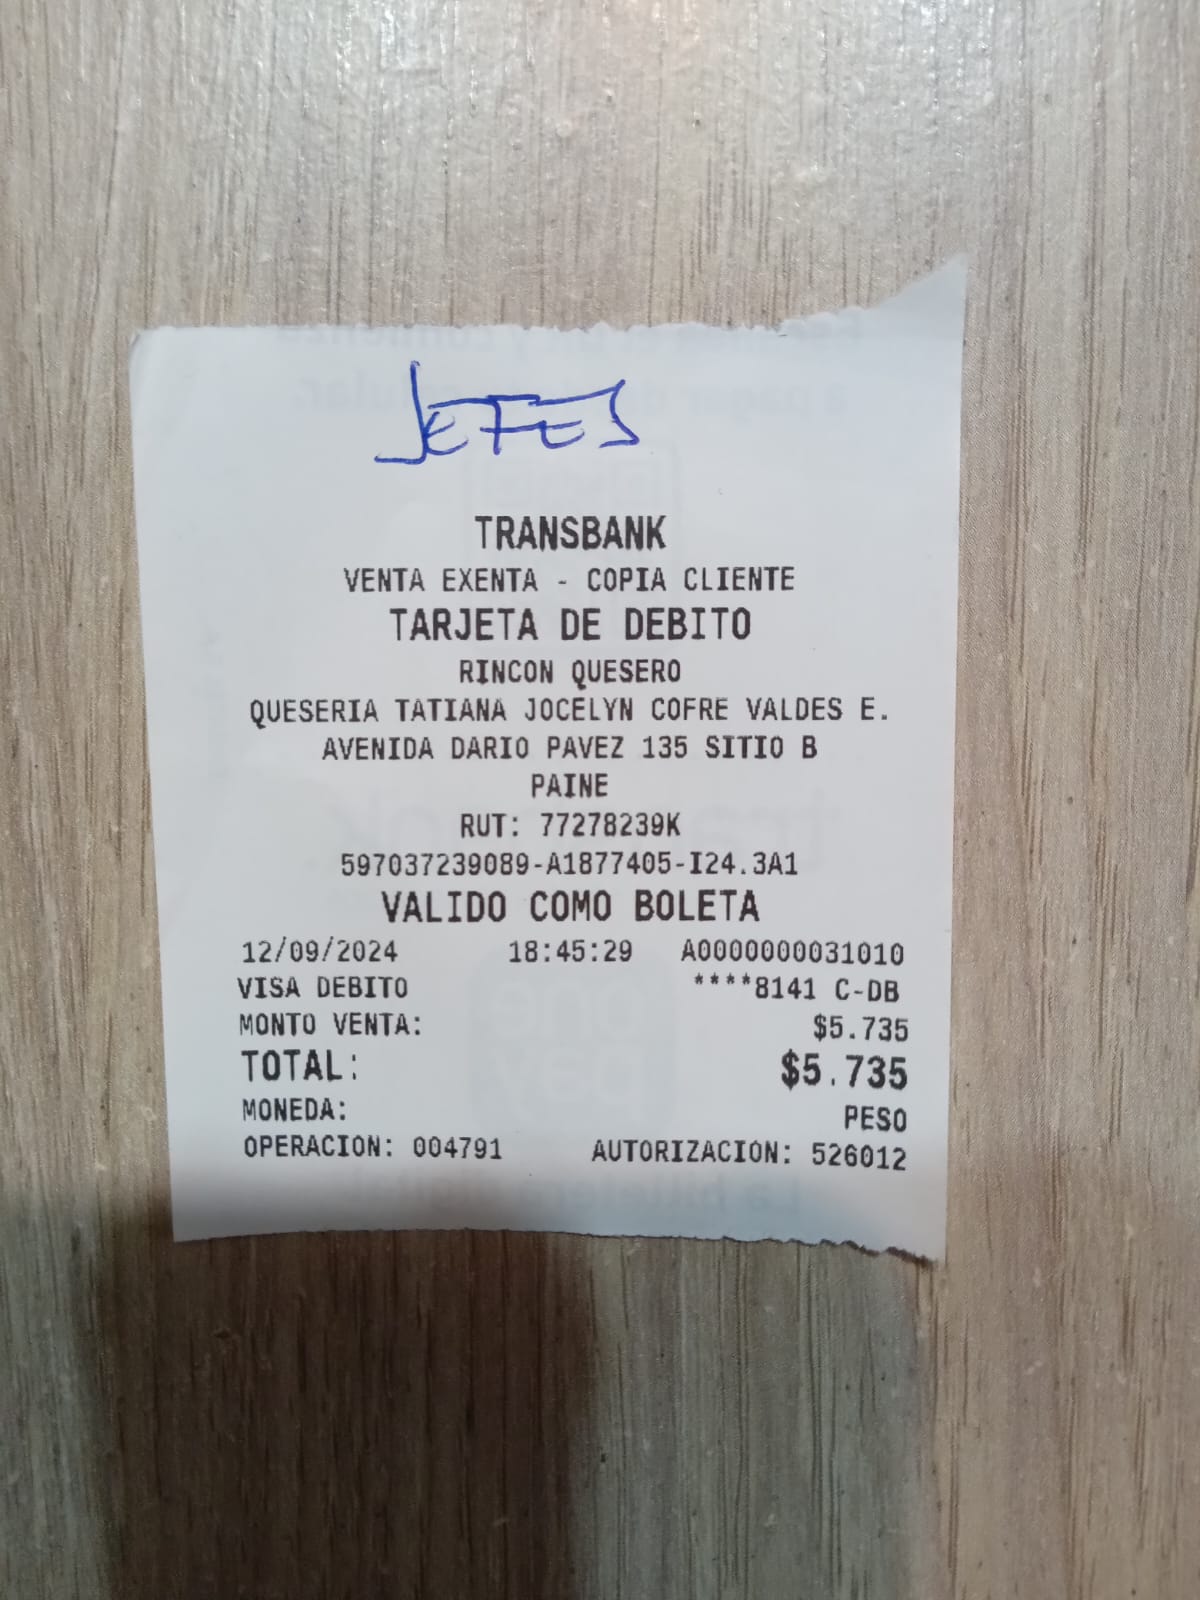 JEFES
TRANSBANK
VENTA EXENTA - COPIA CLIENTE
TARJETA DE DEBITO
RINCON QUESERO
QUESERIA TATIANA JOCELYN COFRE VALDES E.
AVENIDA DARIO PAVEZ 135 SITIO B
PAINE
RUT: 77278239K
597037239089-A1877405-I24.3A1
VALIDO COMO BOLETA
12/09/2024 18:45:29 A0000000031010
VISA DEBITO ****8141 C-DB
MONTO VENTA: $5.735
TOTAL: $5.735
MONEDA: PESO
OPERACION: 004791 AUTORIZACION: 526012